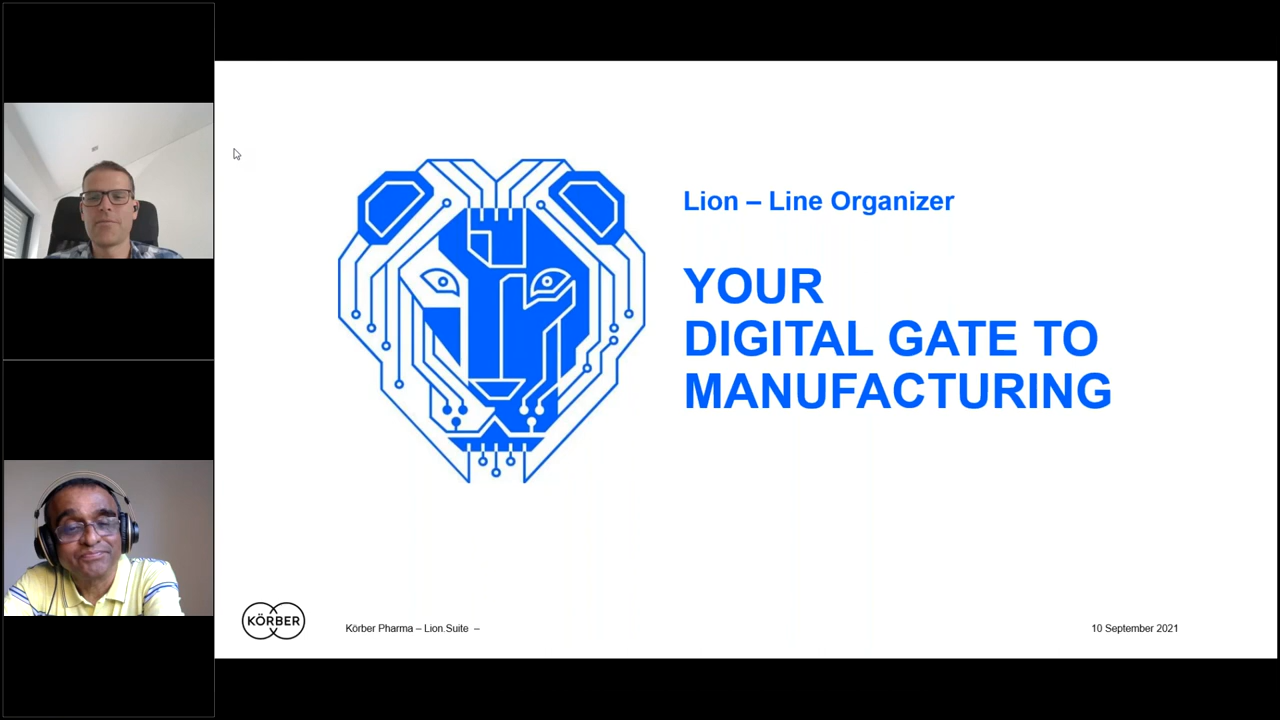 Lion – Line Organizer
YOUR
DIGITAL GATE TO
MANUFACTURING
KÖRBER
Körber Pharma – Lion.Suite –
10 September 2021